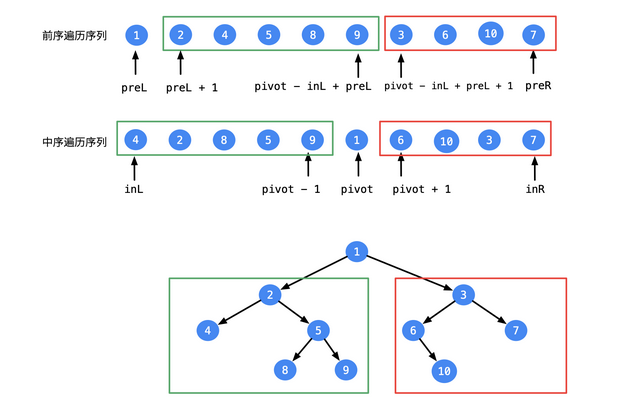 前序遍历序列 1 2 4 5 8 9 3 6 10 7
preL preL + 1 pivot - inL + preL pivot - inL + preL + 1 preR
中序遍历序列 4 2 8 5 9 1 6 10 3 7
inL pivot - 1 pivot pivot + 1 inR
1
2 3
4 5 6 7
8 9 10